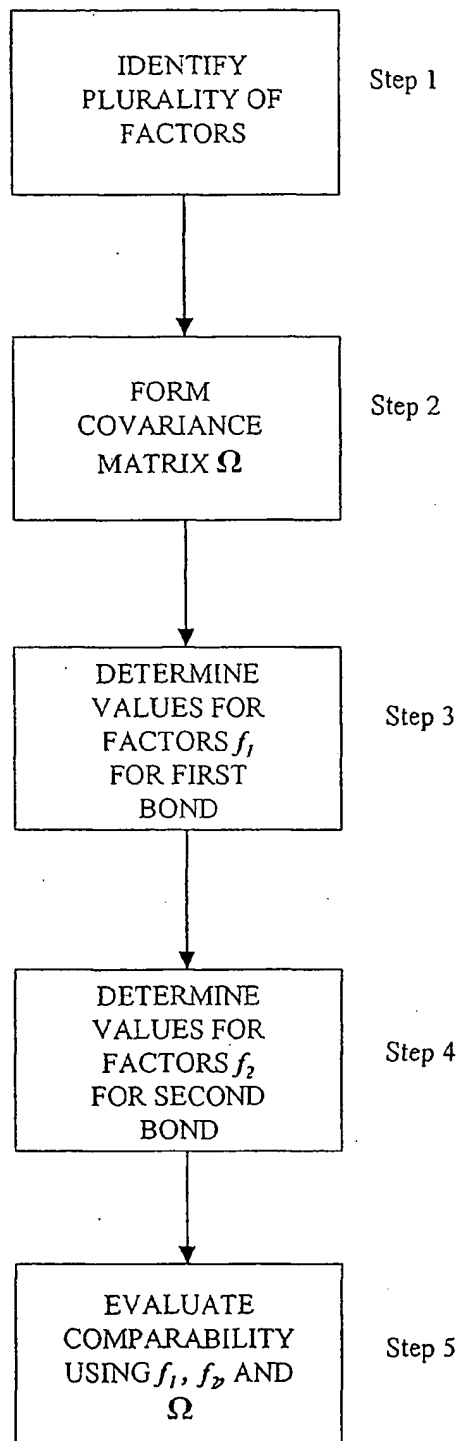 IDENTIFY
PLURALITY OF
FACTORS
Step 1
FORM
COVARIANCE
MATRIX Ω
Step 2
DETERMINE
VALUES FOR
FACTORS f₁
FOR FIRST
BOND
Step 3
DETERMINE
VALUES FOR
FACTORS f₂
FOR SECOND
BOND
Step 4
EVALUATE
COMPARABILITY
USING f₁, f₂, AND
Ω
Step 5